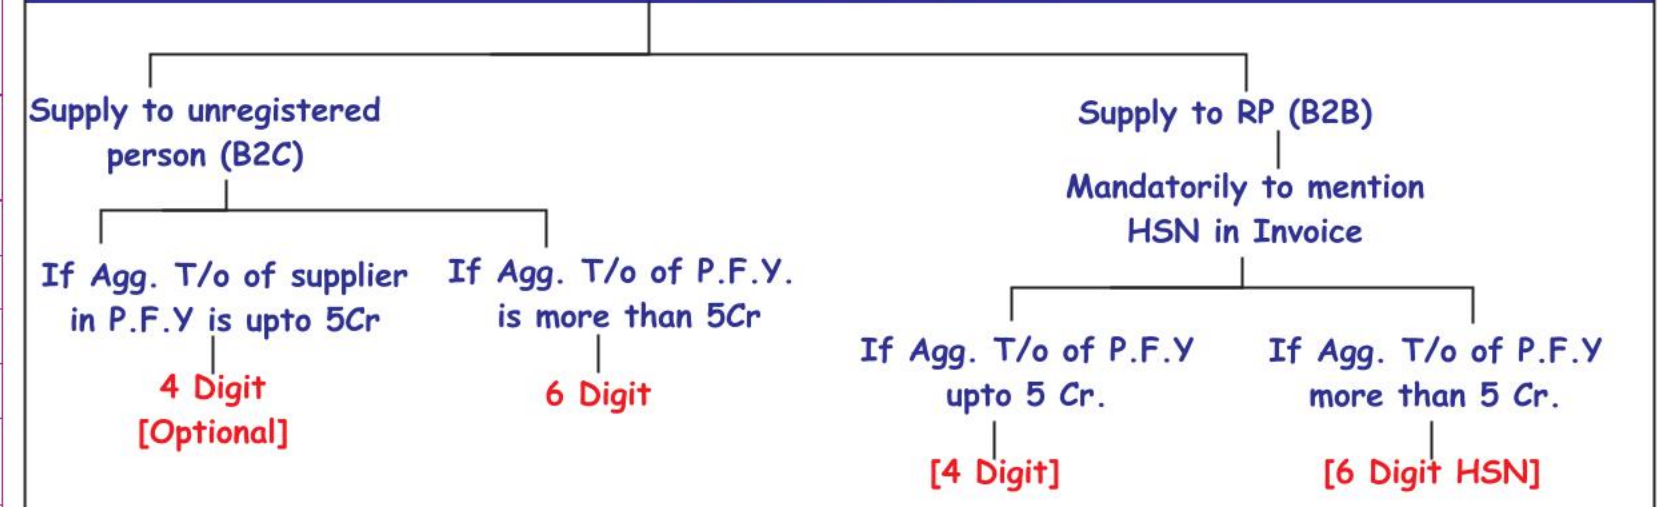 Supply to unregistered
person (B2C)
If Agg. T/o of supplier
in P.F.Y is upto 5Cr
4 Digit
[Optional]
If Agg. T/o of P.F.Y.
is more than 5Cr
6 Digit
Supply to RP (B2B)
Mandatorily to mention
HSN in Invoice
If Agg. T/o of P.F.Y
upto 5 Cr.
[4 Digit]
If Agg. T/o of P.F.Y
more than 5 Cr.
[6 Digit HSN]